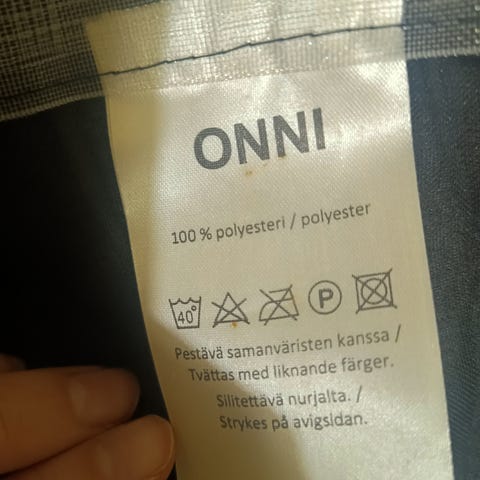 ONNI
100 % polyesteri / polyester
40°
P
Pestävä samanväristen kanssa /
Tvättas med liknande färger.
Silitettävä nurjalta. /
Strykes på avigsidan.